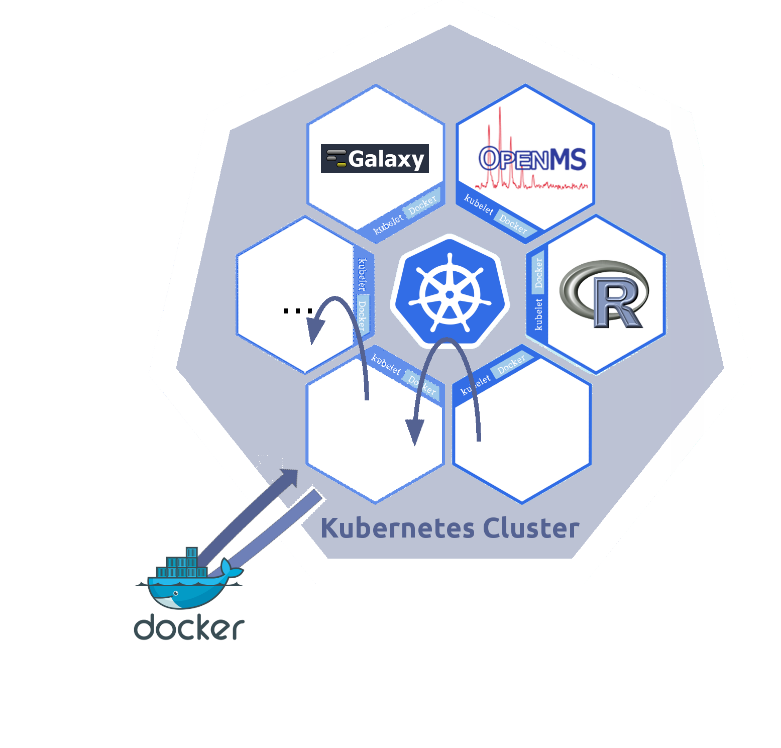 Galaxy
OPENMS
kubelet Docker
kubelet Docker
kubelet Docker
Docker kubelet
R
...
kubelet Docker
kubelet Docker
Kubernetes Cluster
docker